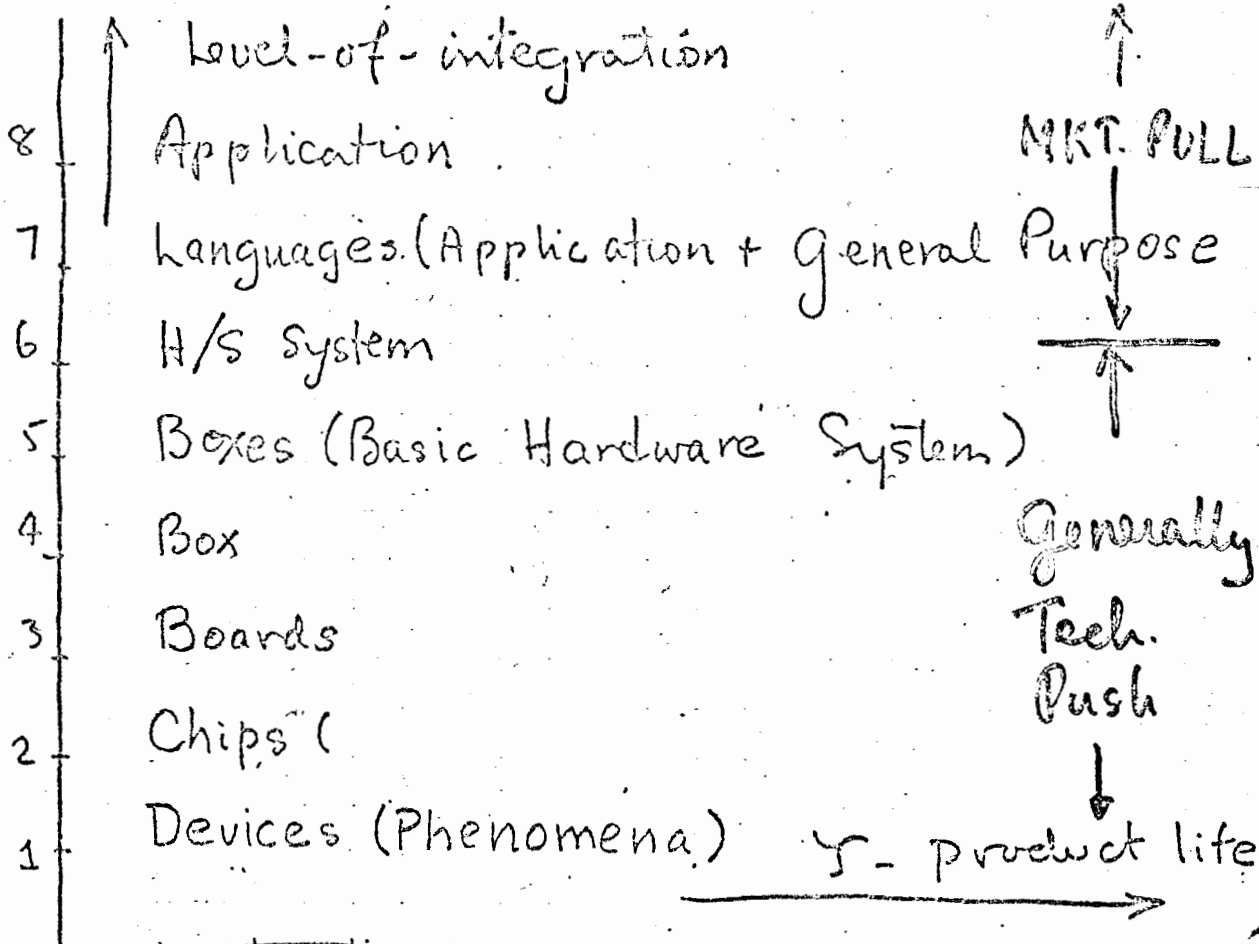 Level-of-integration
8 Application MKT. PULL
7 Languages (Application + General Purpose
6 H/S System
5 Boxes (Basic Hardware System)
4 Box Generally
3 Boards Tech.
Push
2 Chips (
1 Devices (Phenomena) - product life